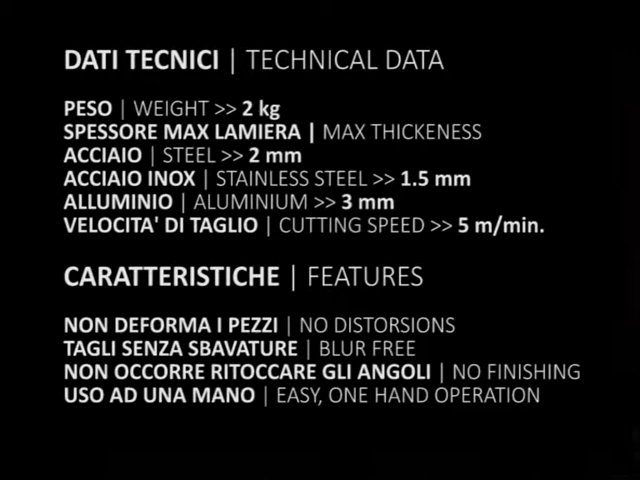 DATI TECNICI | TECHNICAL DATA
PESO | WEIGHT >> 2 kg
SPESSORE MAX LAMIERA | MAX THICKENESS
ACCIAIO | STEEL >> 2 mm
ACCIAIO INOX | STAINLESS STEEL >> 1.5 mm
ALLUMINIO | ALUMINIUM >> 3 mm
VELOCITA' DI TAGLIO | CUTTING SPEED >> 5 m/min.
CARATTERISTICHE | FEATURES
NON DEFORMA I PEZZI | NO DISTORSIONS
TAGLI SENZA SBAVATURE | BLUR FREE
NON OCCORRE RITOCCARE GLI ANGOLI | NO FINISHING
USO AD UNA MANO | EASY, ONE HAND OPERATION